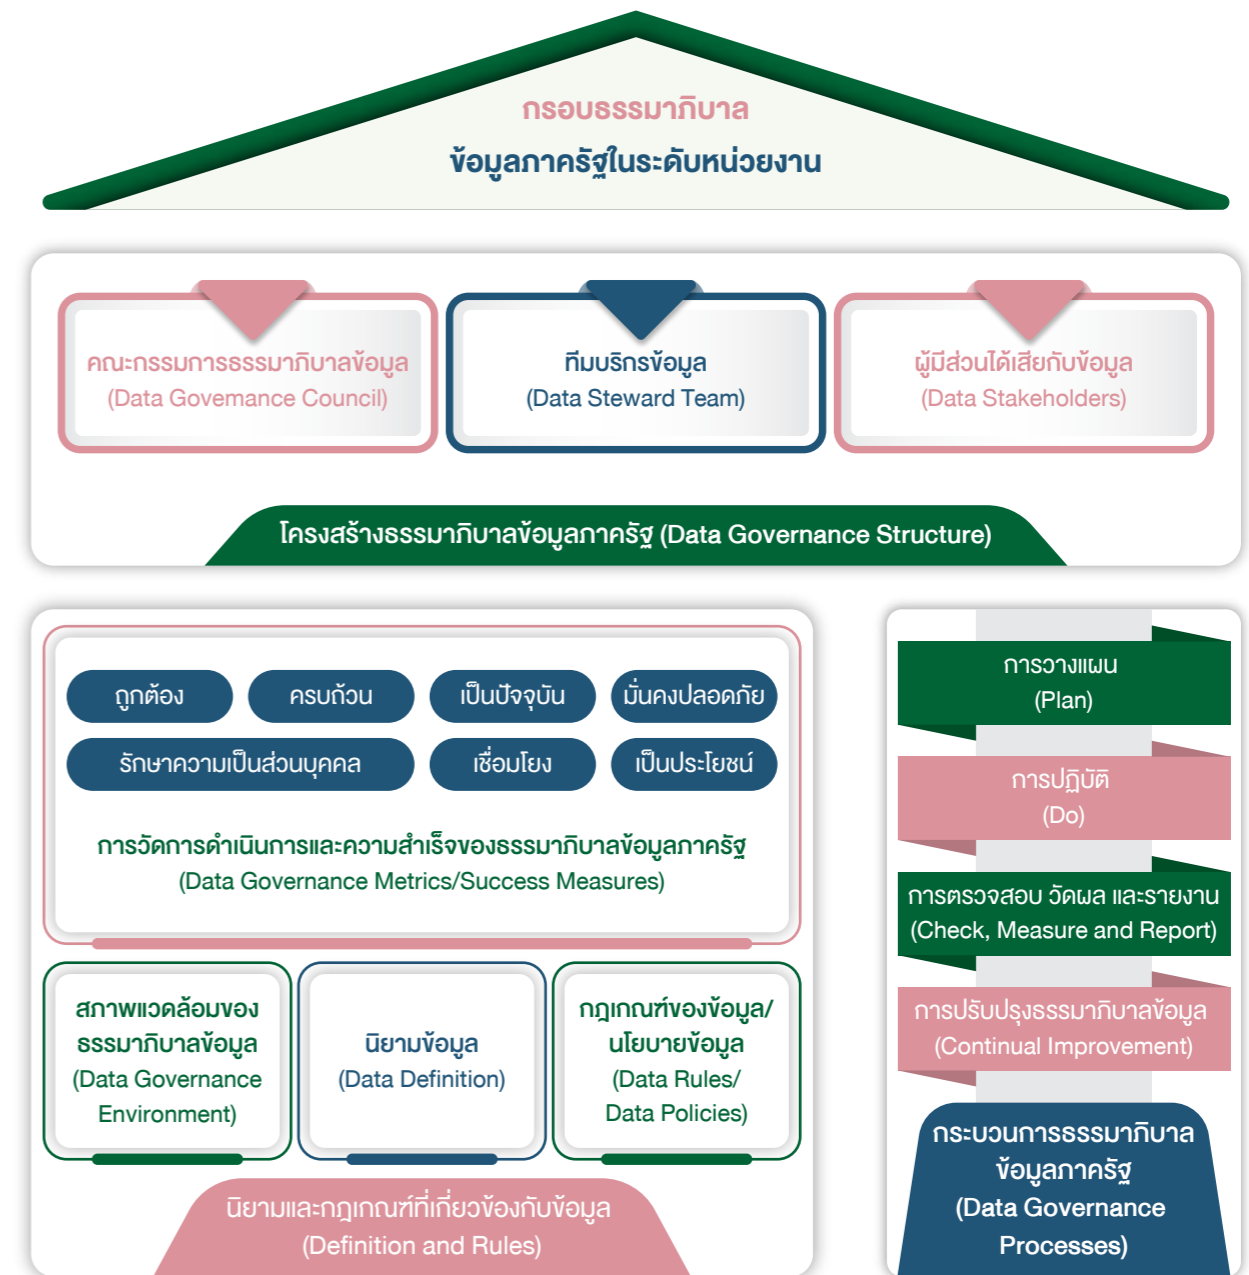 กรอบธรรมาภิบาล
ข้อมูลภาครัฐในระดับหน่วยงาน
คณะกรรมการธรรมาภิบาลข้อมูล
(Data Govemance Council)
ทีมบริกรข้อมูล
(Data Steward Team)
ผู้มีส่วนได้เสียกับข้อมูล
(Data Stakeholders)
โครงสร้างธรรมาภิบาลข้อมูลภาครัฐ (Data Governance Structure)
ถูกต้อง
ครบถ้วน
เป็นปัจจุบัน
มั่นคงปลอดภัย
รักษาความเป็นส่วนบุคคล
เชื่อมโยง
เป็นประโยชน์
การวัดการดำเนินการและความสำเร็จของธรรมาภิบาลข้อมูลภาครัฐ
(Data Governance Metrics/Success Measures)
สภาพแวดล้อมของ
ธรรมาภิบาลข้อมูล
(Data Governance
Environment)
นิยามข้อมูล
(Data Definition)
กฎเกณฑ์ของข้อมูล/
นโยบายข้อมูล
(Data Rules/
Data Policies)
นิยามและกฎเกณฑ์ที่เกี่ยวข้องกับข้อมูล
(Definition and Rules)
การวางแผน
(Plan)
การปฏิบัติ
(Do)
การตรวจสอบ วัดผล และรายงาน
(Check, Measure and Report)
การปรับปรุงธรรมาภิบาลข้อมูล
(Continual Improvement)
กระบวนการธรรมาภิบาล
ข้อมูลภาครัฐ
(Data Governance
Processes)